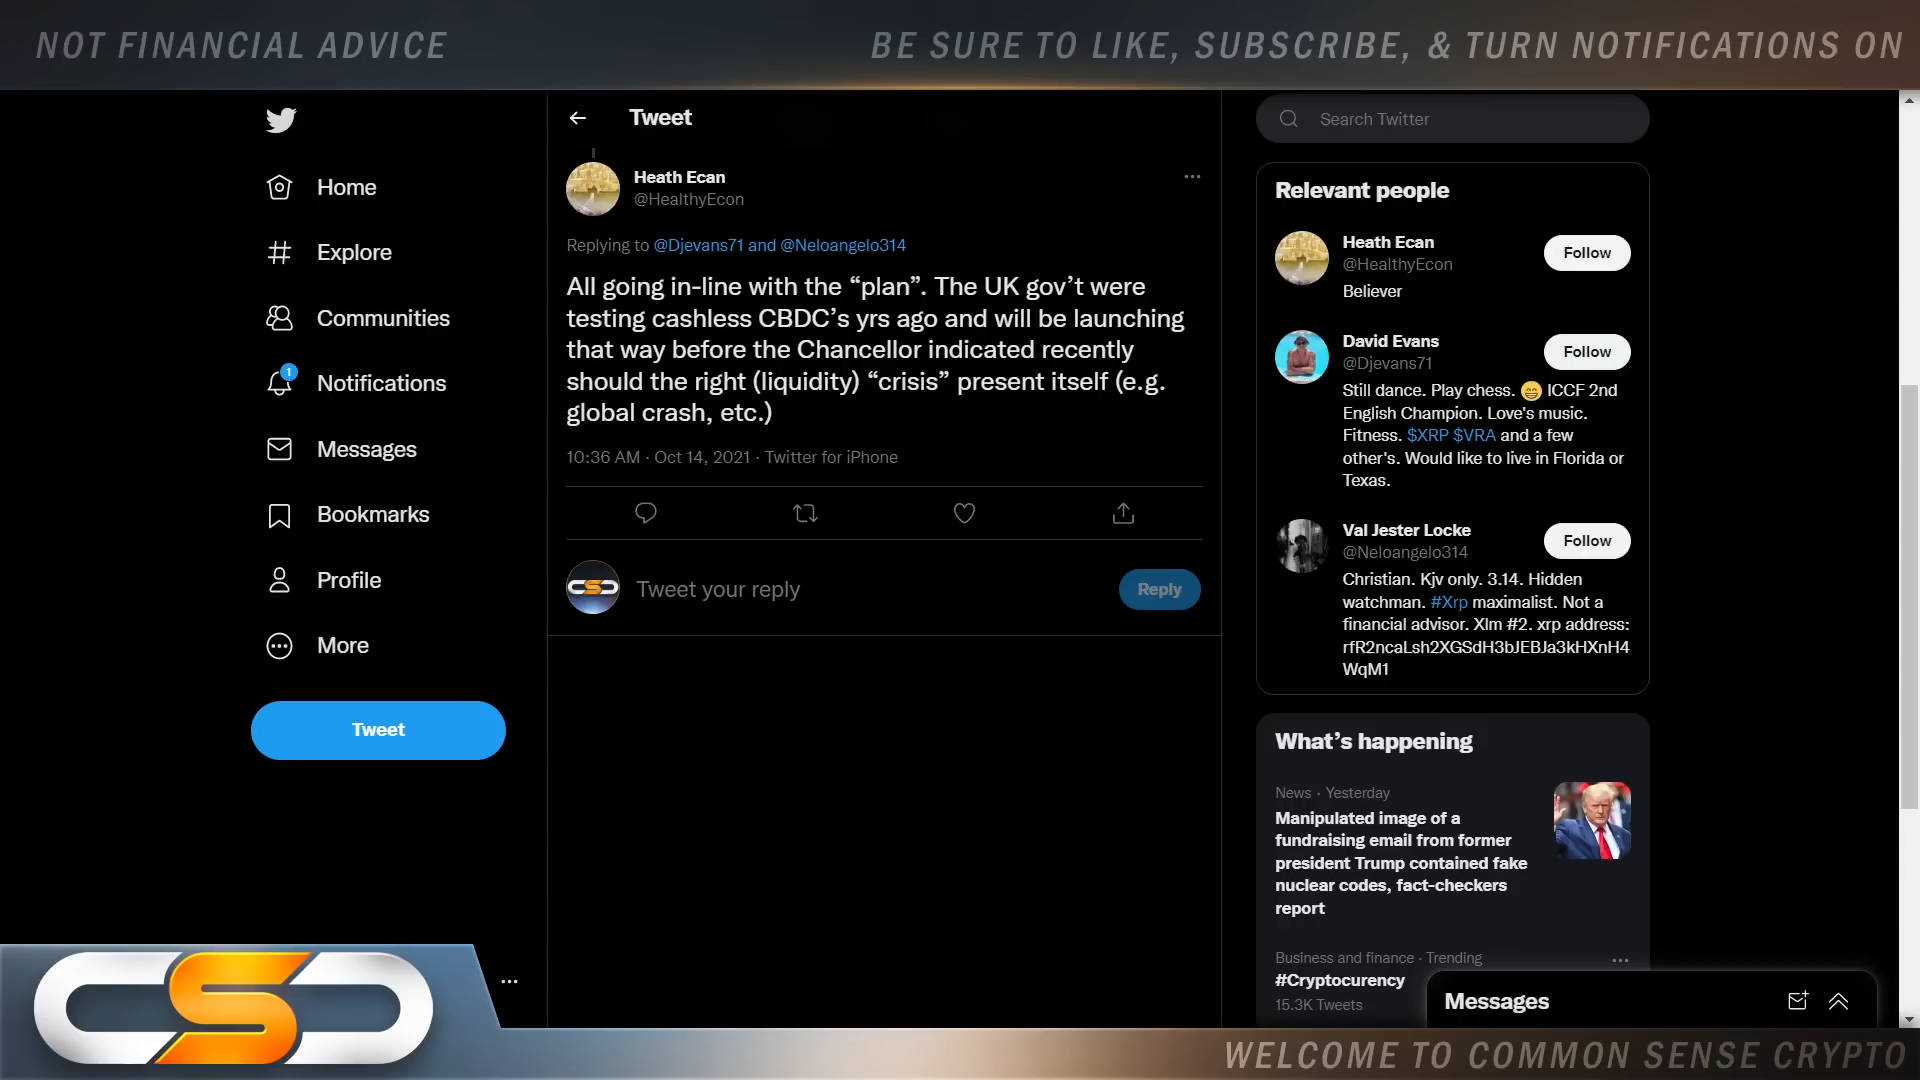 NOT FINANCIAL ADVICE
BE SURE TO LIKE, SUBSCRIBE, & TURN NOTIFICATIONS ON
Home
Explore
Communities
1
Notifications
Messages
Bookmarks
Profile
More
Tweet
Tweet
Heath Ecan
@HealthyEcon
Replying to @Djevans71 and @Neloangelo314
All going in-line with the “plan”. The UK gov’t were
testing cashless CBDC’s yrs ago and will be launching
that way before the Chancellor indicated recently
should the right (liquidity) “crisis” present itself (e.g.
global crash, etc.)
10:36 AM · Oct 14, 2021 · Twitter for iPhone
Tweet your reply
Reply
Search Twitter
Relevant people
Heath Ecan
@HealthyEcon
Follow
Believer
David Evans
@Djevans71
Follow
Still dance. Play chess. 😁 ICCF 2nd
English Champion. Love's music.
Fitness. $XRP $VRA and a few
other's. Would like to live in Florida or
Texas.
Val Jester Locke
@Neloangelo314
Follow
Christian. Kjv only. 3.14. Hidden
watchman. #Xrp maximalist. Not a
financial advisor. Xlm #2. xrp address:
rfR2ncaLsh2XGSdH3bJEBJa3kHXnH4
WqM1
What’s happening
News · Yesterday
Manipulated image of a
fundraising email from former
president Trump contained fake
nuclear codes, fact-checkers
report
Business and finance · Trending
#Cryptocurency
15.3K Tweets
Messages
CSC
WELCOME TO COMMON SENSE CRYPTO